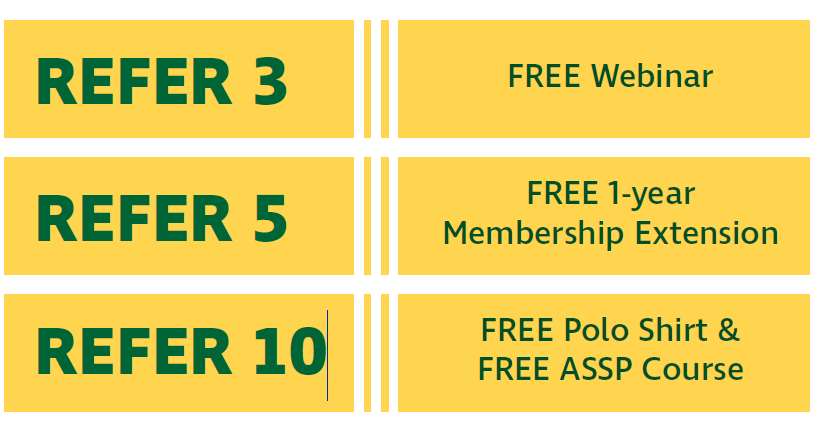 REFER 3
FREE Webinar
REFER 5
FREE 1-year
Membership Extension
REFER 10
FREE Polo Shirt &
FREE ASSP Course